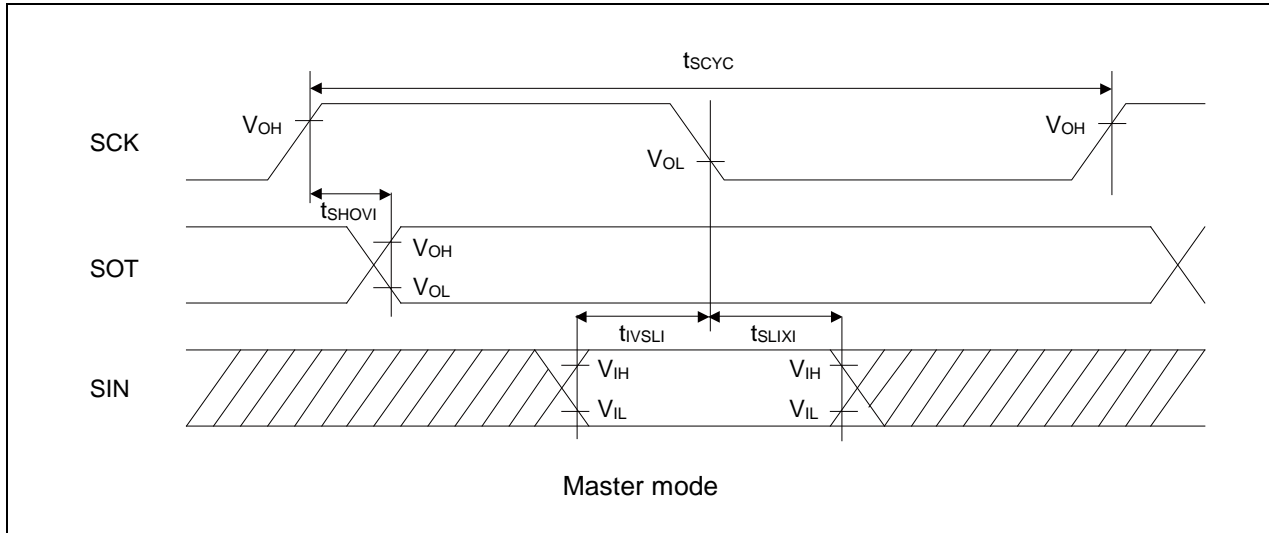 tSCYC
SCK
VOH
VOL
VOH
tSHOVI
SOT
VOH
VOL
tIVSLI
tSLIXI
SIN
VIH
VIH
VIL
VIL
Master mode